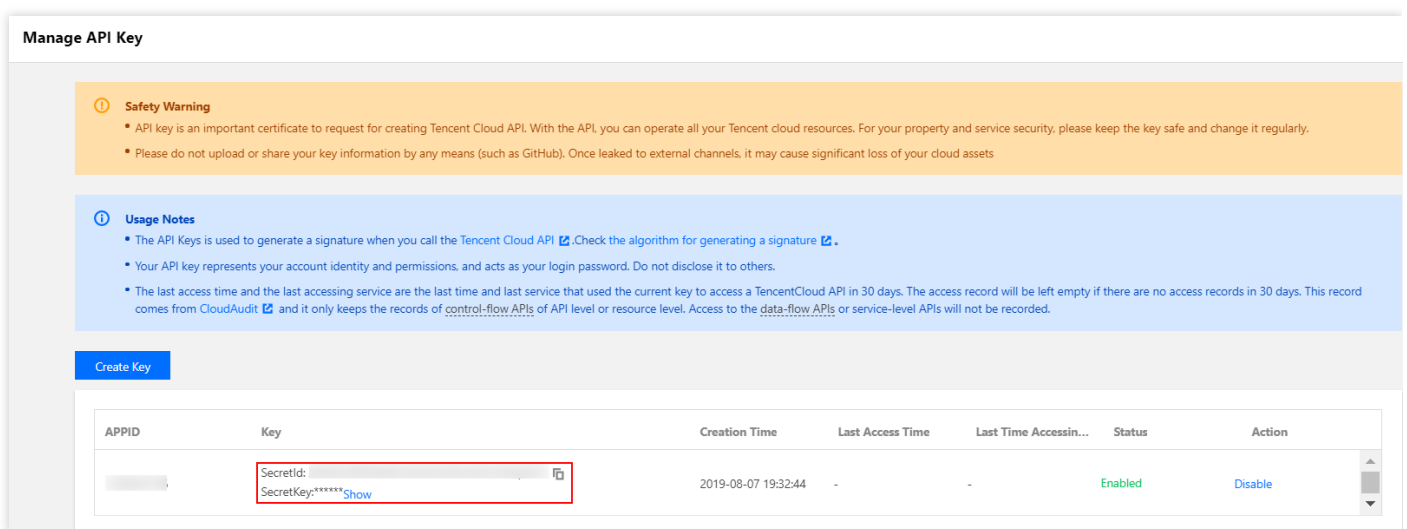 Manage API Key
Safety Warning
• API key is an important certificate to request for creating Tencent Cloud API. With the API, you can operate all your Tencent cloud resources. For your property and service security, please keep the key safe and change it regularly.
• Please do not upload or share your key information by any means (such as GitHub). Once leaked to external channels, it may cause significant loss of your cloud assets
Usage Notes
• The API Keys is used to generate a signature when you call the Tencent Cloud API .Check the algorithm for generating a signature .
• Your API key represents your account identity and permissions, and acts as your login password. Do not disclose it to others.
• The last access time and the last accessing service are the last time and last service that used the current key to access a TencentCloud API in 30 days. The access record will be left empty if there are no access records in 30 days. This record
comes from CloudAudit and it only keeps the records of control-flow APIs of API level or resource level. Access to the data-flow APIs or service-level APIs will not be recorded.
Create Key
APPID Key Creation Time Last Access Time Last Time Accessin... Status Action
SecretId:
SecretKey:******Show
2019-08-07 19:32:44 - - Enabled Disable